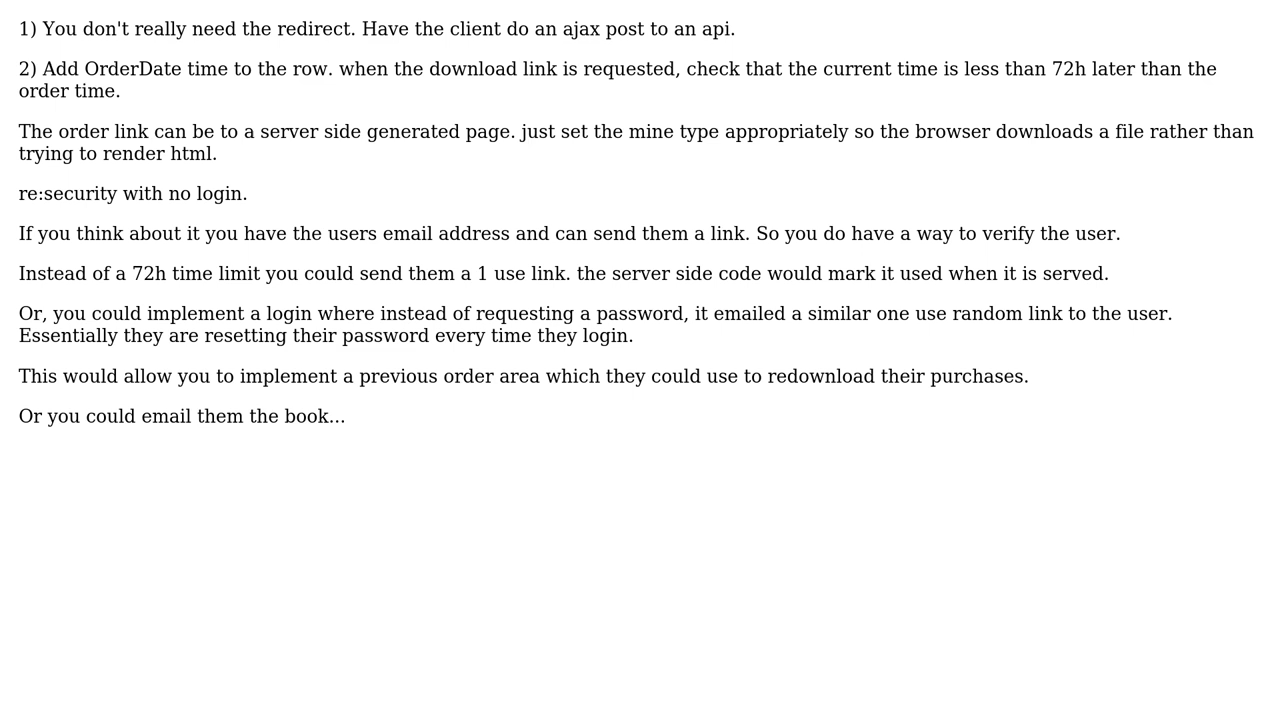 1) You don't really need the redirect. Have the client do an ajax post to an api.
2) Add OrderDate time to the row. when the download link is requested, check that the current time is less than 72h later than the
order time.
The order link can be to a server side generated page. just set the mine type appropriately so the browser downloads a file rather than
trying to render html.
re:security with no login.
If you think about it you have the users email address and can send them a link. So you do have a way to verify the user.
Instead of a 72h time limit you could send them a 1 use link. the server side code would mark it used when it is served.
Or, you could implement a login where instead of requesting a password, it emailed a similar one use random link to the user.
Essentially they are resetting their password every time they login.
This would allow you to implement a previous order area which they could use to redownload their purchases.
Or you could email them the book...